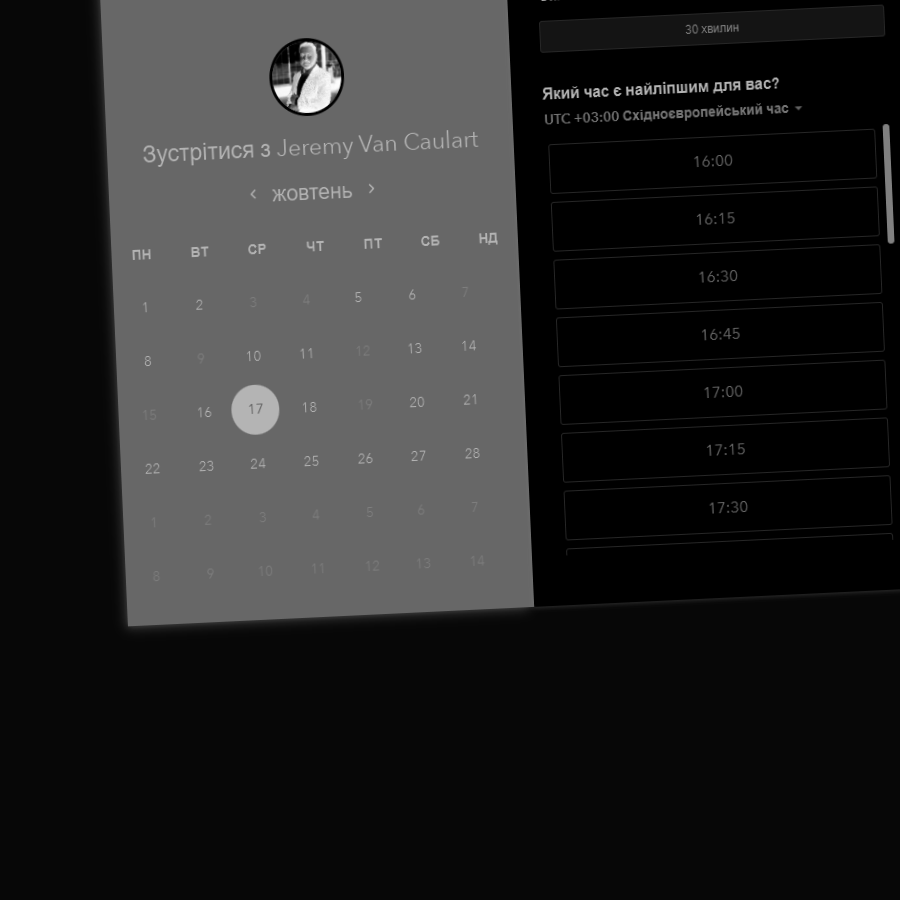 Зустрітися з Jeremy Van Caulart
‹ жовтень ›
ПН ВТ СР ЧТ ПТ СБ НД
1 2 3 4 5 6 7
8 9 10 11 12 13 14
15 16 17 18 19 20 21
22 23 24 25 26 27 28
1 2 3 4 5 6 7
8 9 10 11 12 13 14
30 хвилин
Який час є найліпшим для вас?
UTC +03:00 Східноєвропейський час
16:00
16:15
16:30
16:45
17:00
17:15
17:30